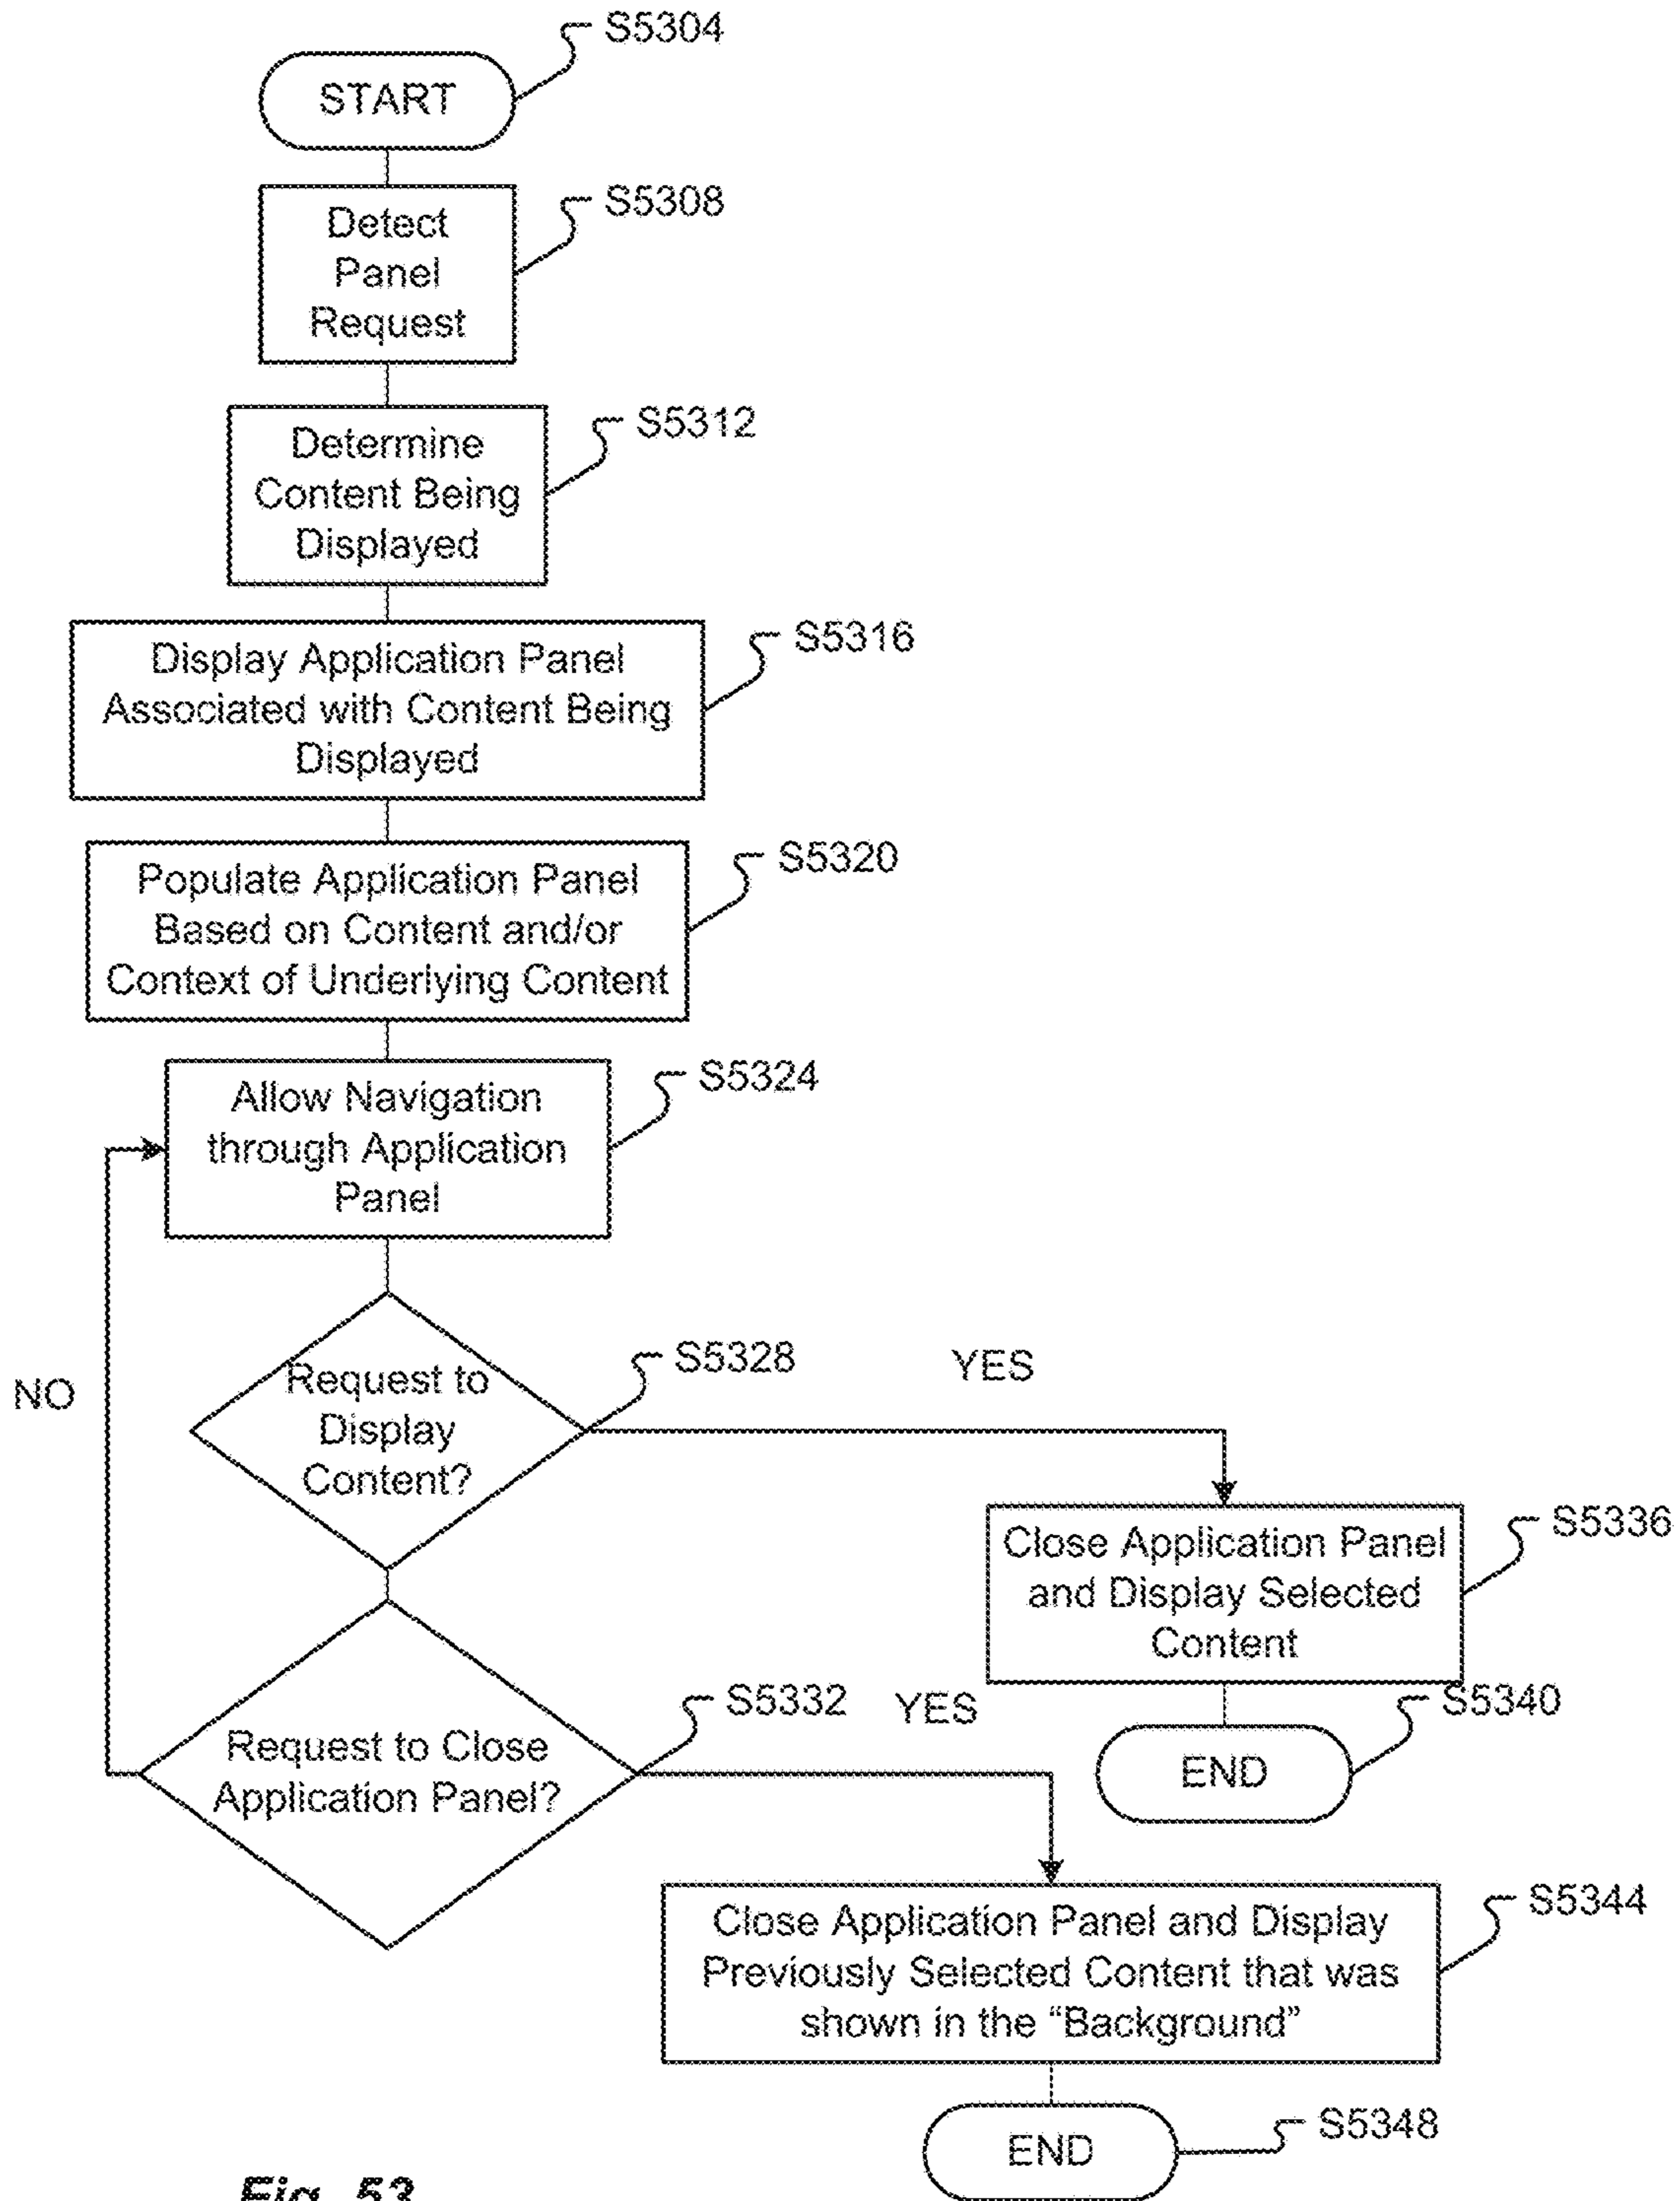 S5304
START
S5308
Detect
Panel
Request
S5312
Determine
Content Being
Displayed
S5316
Display Application Panel
Associated with Content Being
Displayed
S5320
Populate Application Panel
Based on Content and/or
Context of Underlying Content
S5324
Allow Navigation
through Application
Panel
S5328
YES
NO
Request to
Display
Content?
S5336
Close Application Panel
and Display Selected
Content
S5332
YES
S5340
Request to Close
Application Panel?
END
S5344
Close Application Panel and Display
Previously Selected Content that was
shown in the “Background”
S5348
END
Fig. 53